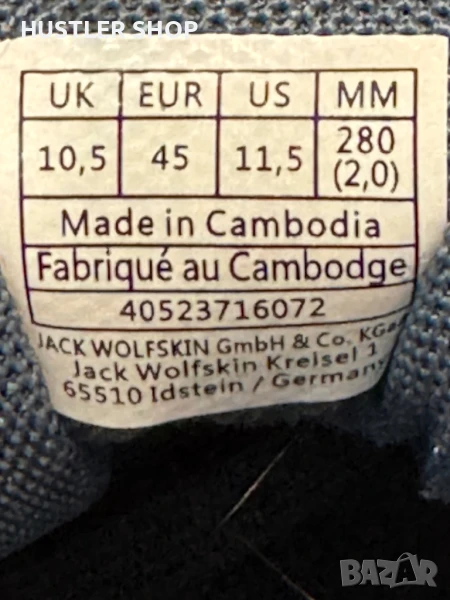 HUSTLER SHOP
UK EUR US MM
10,5 45 11,5 280 (2,0)
Made in Cambodia
Fabriqué au Cambodge
40523716072
JACK WOLFSKIN GmbH & Co. KGaA
Jack Wolfskin Kreisel 1
65510 Idstein / Germany
BAZAR